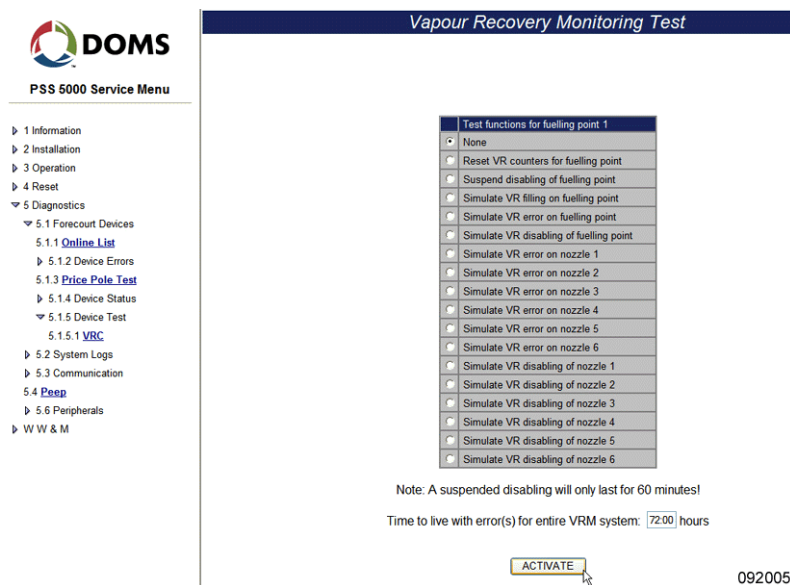 DOMS
PSS 5000 Service Menu
1 Information
2 Installation
3 Operation
4 Reset
5 Diagnostics
5.1 Forecourt Devices
5.1.1 Online List
5.1.2 Device Errors
5.1.3 Price Pole Test
5.1.4 Device Status
5.1.5 Device Test
5.1.5.1 VRC
5.2 System Logs
5.3 Communication
5.4 Peep
5.6 Peripherals
W W & M
Vapour Recovery Monitoring Test
Test functions for fuelling point 1
None
Reset VR counters for fuelling point
Suspend disabling of fuelling point
Simulate VR filling on fuelling point
Simulate VR error on fuelling point
Simulate VR disabling of fuelling point
Simulate VR error on nozzle 1
Simulate VR error on nozzle 2
Simulate VR error on nozzle 3
Simulate VR error on nozzle 4
Simulate VR error on nozzle 5
Simulate VR error on nozzle 6
Simulate VR disabling of nozzle 1
Simulate VR disabling of nozzle 2
Simulate VR disabling of nozzle 3
Simulate VR disabling of nozzle 4
Simulate VR disabling of nozzle 5
Simulate VR disabling of nozzle 6
Note: A suspended disabling will only last for 60 minutes!
Time to live with error(s) for entire VRM system: 72:00 hours
ACTIVATE
092005